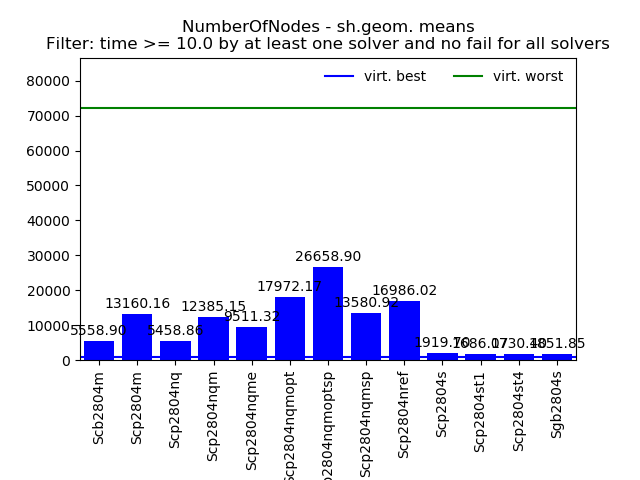 NumberOfNodes - sh.geom. means
Filter: time >= 10.0 by at least one solver and no fail for all solvers
virt. best
virt. worst
80000
70000
60000
50000
40000
30000
20000
10000
0
5558.90
13160.16
5458.86
12385.15
9511.32
17972.17
26658.90
13580.92
16986.02
Scb2804m
Scp2804m
Scp2804nq
Scp2804nqm
Scp2804nqme
Scp2804nqmopt
p2804nqmoptsp
Scp2804nqmsp
Scp2804nref
Scp2804s
Scp2804st1
Scp2804st4
Sgb2804s